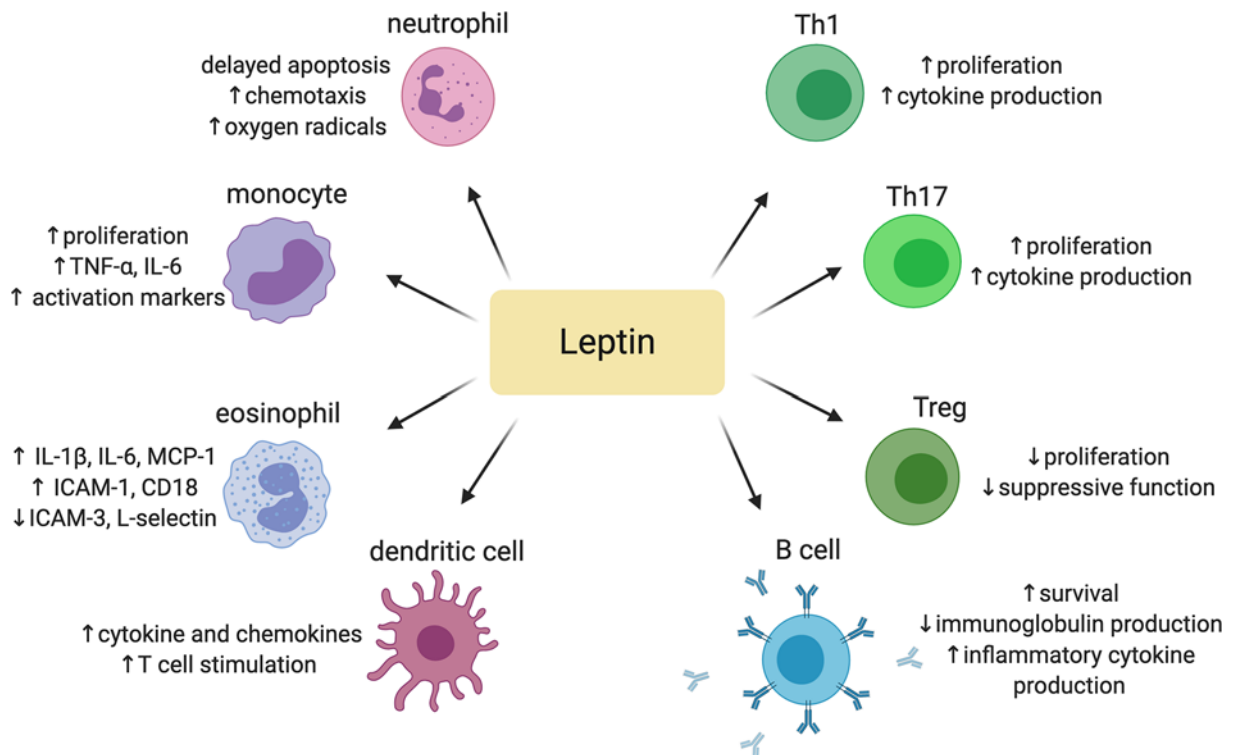 neutrophil
delayed apoptosis
↑chemotaxis
↑oxygen radicals
Th1
↑proliferation
↑cytokine production
monocyte
↑proliferation
↑TNF-α, IL-6
↑ activation markers
Th17
↑proliferation
↑cytokine production
Leptin
eosinophil
↑ IL-1β, IL-6, MCP-1
↑ ICAM-1, CD18
↓ICAM-3, L-selectin
Treg
↓proliferation
↓suppressive function
dendritic cell
↑cytokine and chemokines
↑T cell stimulation
B cell
↑survival
↓immunoglobulin production
↑inflammatory cytokine
production